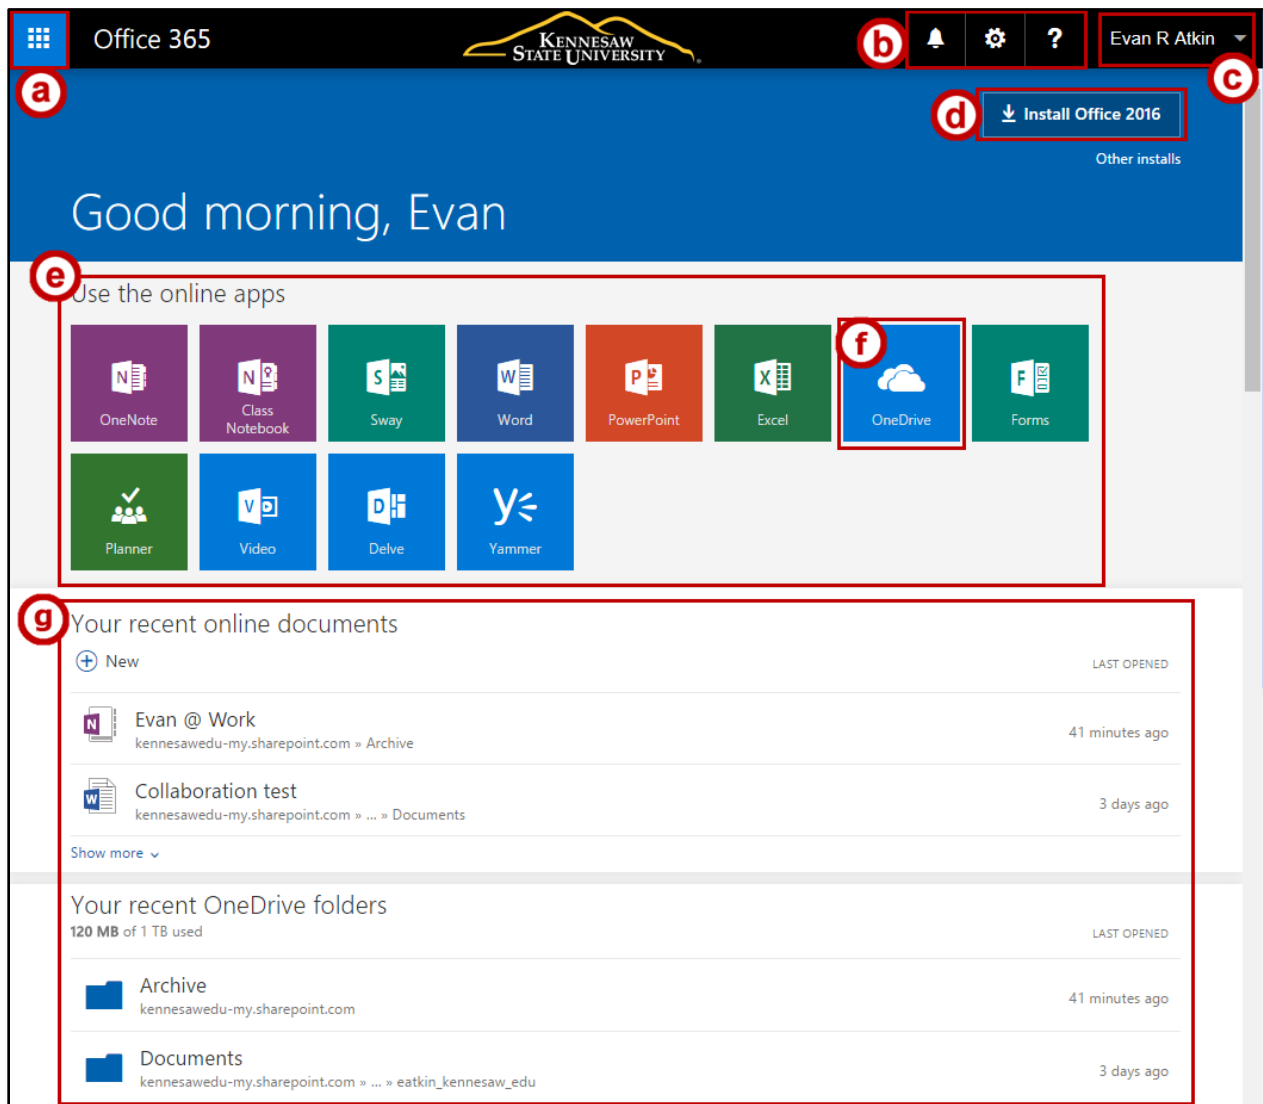 Office 365
KENNESAW
STATE UNIVERSITY
b
?
Evan R Atkin
a
c
d
Install Office 2016
Other installs
Good morning, Evan
e
Use the online apps
f
N
N
S
W
P
X
F
OneNote
Class
Notebook
Sway
Word
PowerPoint
Excel
OneDrive
Forms
V
D
y
Planner
Video
Delve
Yammer
g
Your recent online documents
New
LAST OPENED
N
Evan @ Work
kennesawedu-my.sharepoint.com » Archive
41 minutes ago
W
Collaboration test
kennesawedu-my.sharepoint.com » ... » Documents
3 days ago
Show more
Your recent OneDrive folders
120 MB of 1 TB used
LAST OPENED
Archive
kennesawedu-my.sharepoint.com
41 minutes ago
Documents
kennesawedu-my.sharepoint.com » ... » eatkin_kennesaw_edu
3 days ago